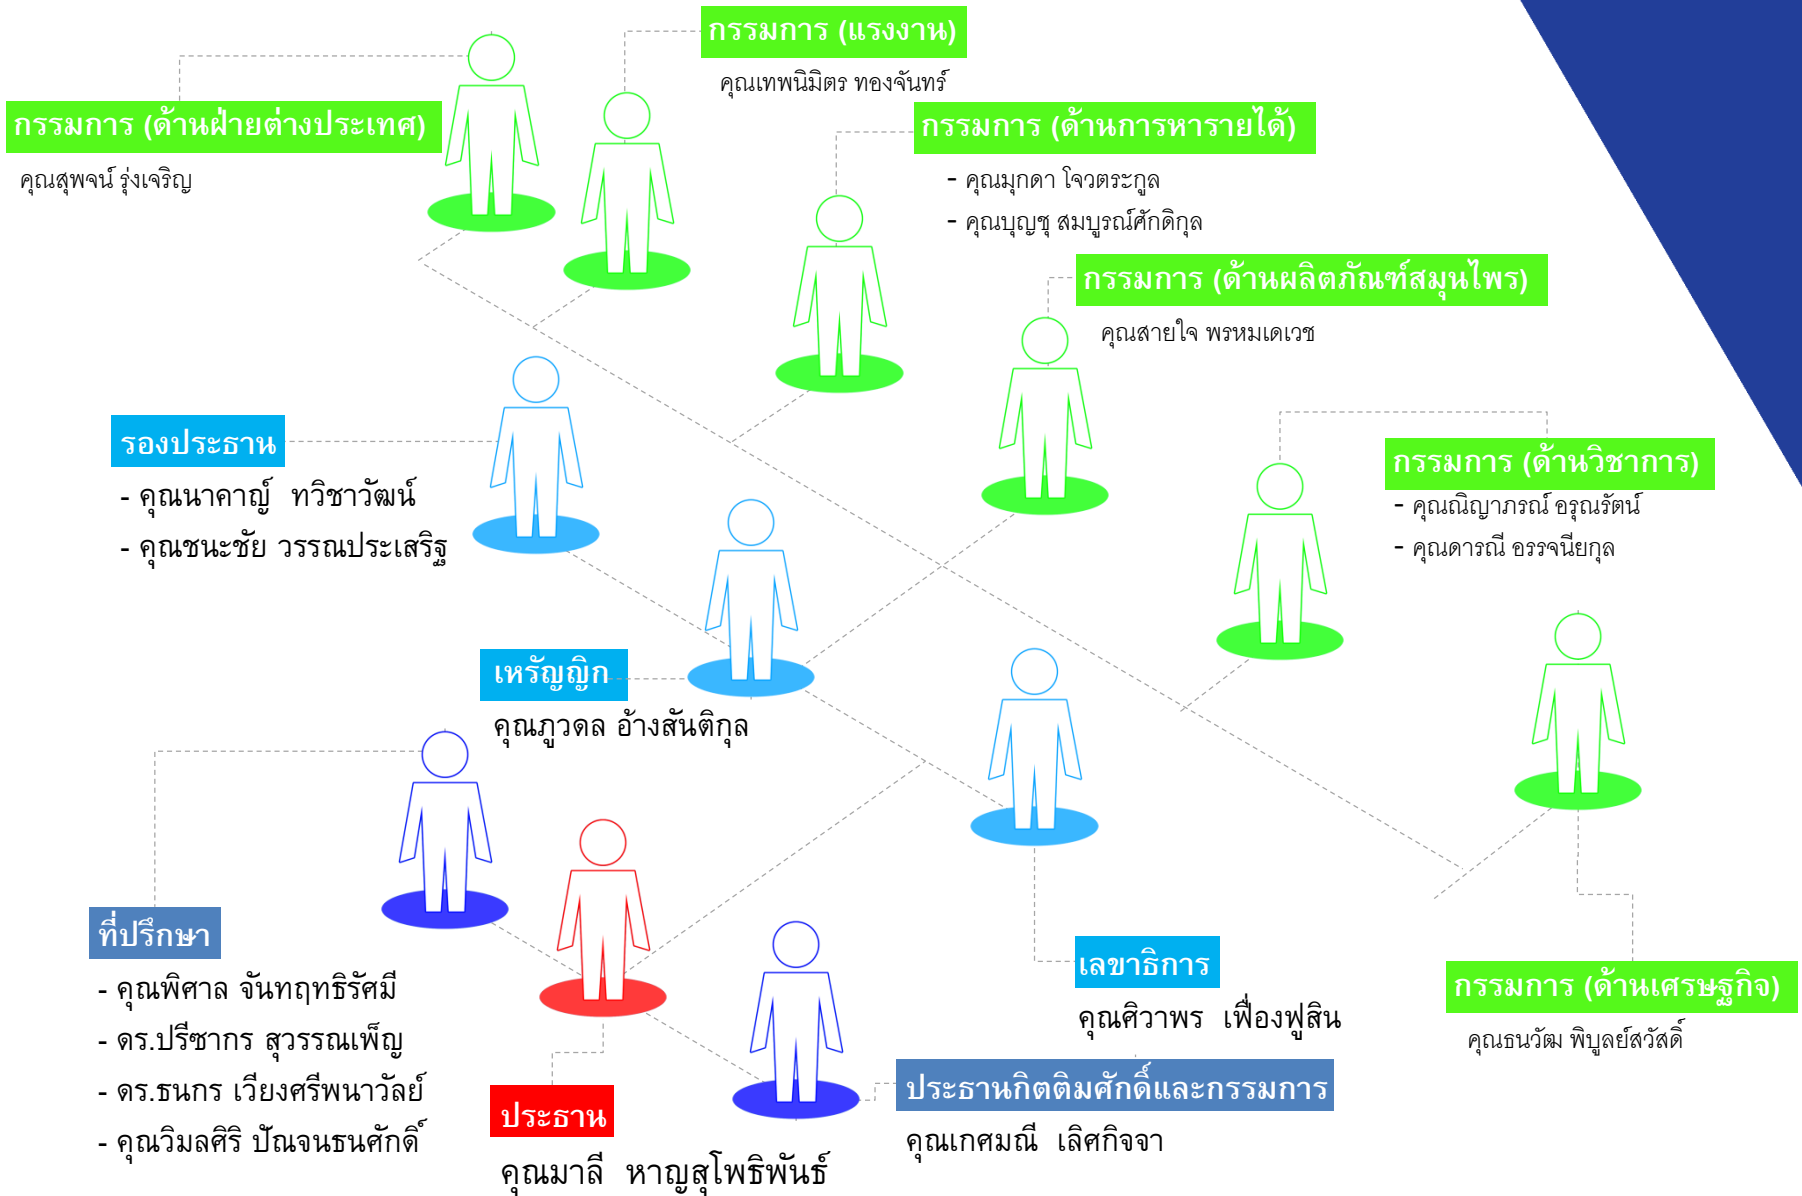 กรรมการ (แรงงาน)
คุณเทพนิมิตร ทองจันทร์
กรรมการ (ด้านฝ่ายต่างประเทศ)
คุณสุพจน์ รุ่งเจริญ
กรรมการ (ด้านการหารายได้)
- คุณมุกดา โจวตระกูล
- คุณบุญชุ สมบูรณ์ศักดิกุล
กรรมการ (ด้านผลิตภัณฑ์สมุนไพร)
คุณสายใจ พรหมเดเวช
รองประธาน
- คุณนาคาญ์ ทวิชาวัฒน์
- คุณชนะชัย วรรณประเสริฐ
กรรมการ (ด้านวิชาการ)
- คุณณิญาภรณ์ อรุณรัตน์
- คุณดารณี อรรจนียกุล
เหรัญญิก
คุณภูวดล อ้างสันติกุล
ที่ปรึกษา
- คุณพิศาล จันทฤทธิรัศมี
- ดร.ปรีซากร สุวรรณเพ็ญ
- ดร.ธนกร เวียงศรีพนาวัลย์
- คุณวิมลศิริ ปัณจนธนศักดิ์
เลขาธิการ
คุณศิวาพร เฟื่องฟูสิน
กรรมการ (ด้านเศรษฐกิจ)
คุณธนวัฒ พิบูลย์สวัสดิ์
ประธานกิตติมศักดิ์และกรรมการ
คุณเกศมณี เลิศกิจจา
ประธาน
คุณมาลี หาญสุโพธิพันธ์